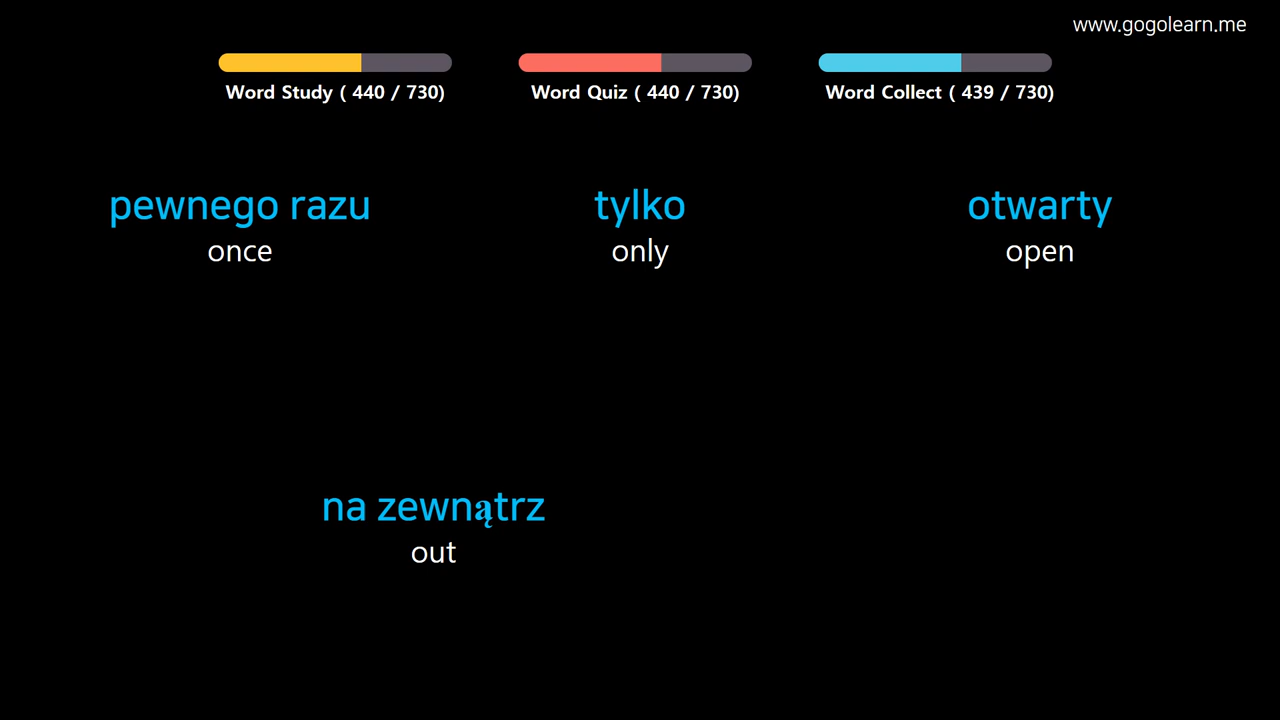 www.gogolearn.me
Word Study ( 440 / 730)
Word Quiz ( 440 / 730)
Word Collect ( 439 / 730)
pewnego razu
once
tylko
only
otwarty
open
na zewnątrz
out